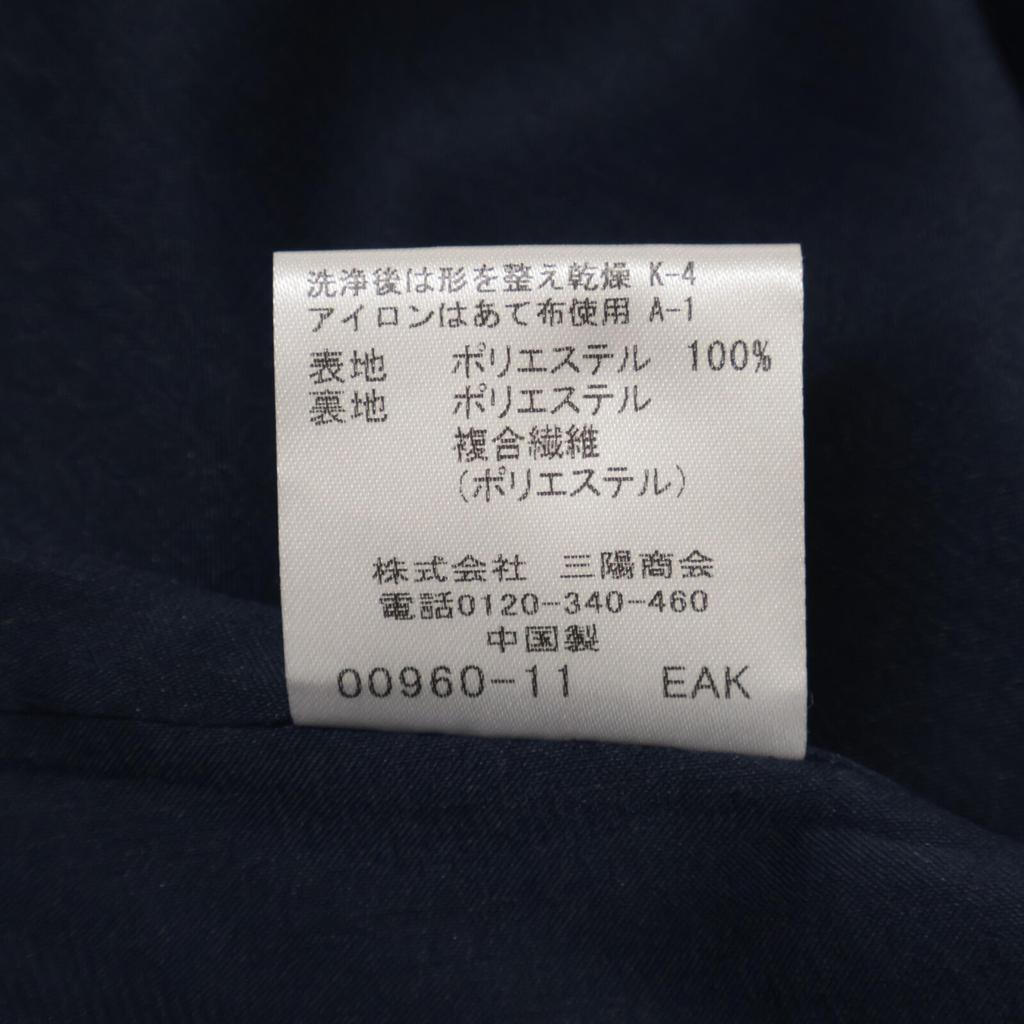 洗浄後は形を整え乾燥 K-4
アイロンはあて布使用 A-1
表地 ポリエステル 100%
裏地 ポリエステル
複合繊維
(ポリエステル)
株式会社 三陽商会
電話0120-340-460
中国製
00960-11 EAK